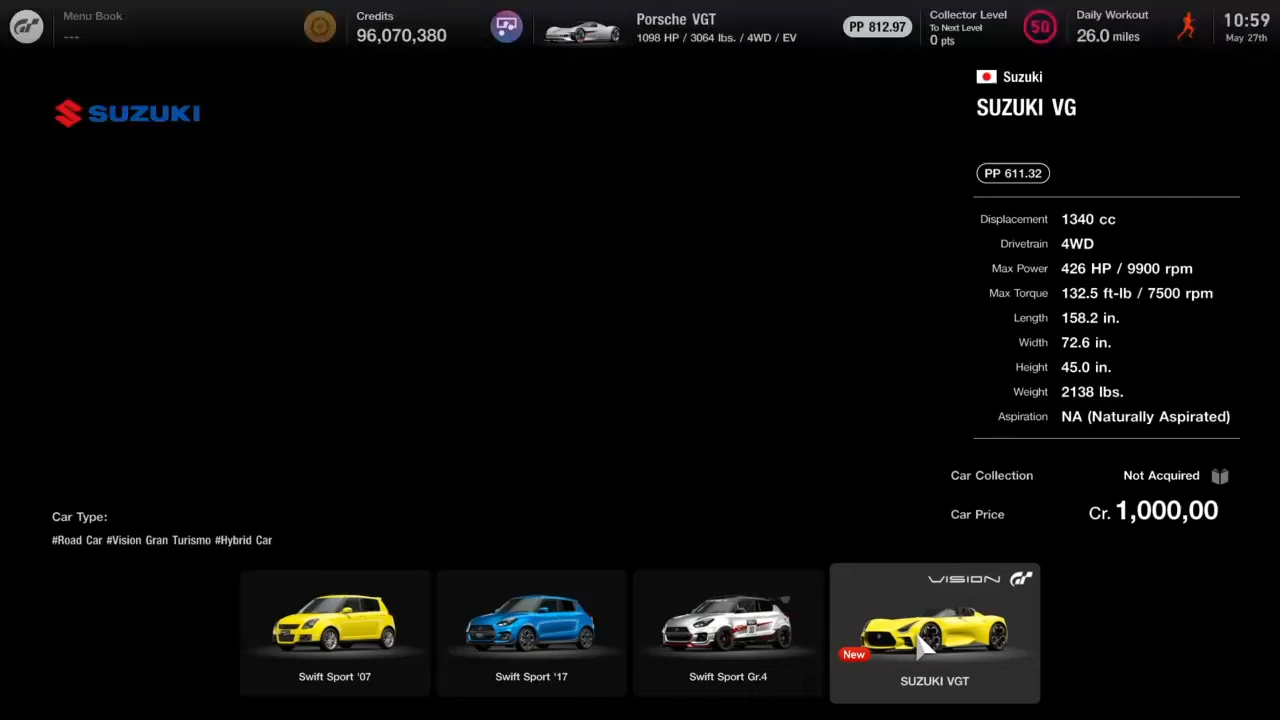 Menu Book
---
Credits
96,070,380
Porsche VGT
1098 HP / 3064 lbs. / 4WD / EV
PP 812.97
Collector Level
To Next Level
0 pts
50
Daily Workout
26.0 miles
10:59
May 27th
SUZUKI
Suzuki
SUZUKI VG
PP 611.32
Displacement 1340 cc
Drivetrain 4WD
Max Power 426 HP / 9900 rpm
Max Torque 132.5 ft-lb / 7500 rpm
Length 158.2 in.
Width 72.6 in.
Height 45.0 in.
Weight 2138 lbs.
Aspiration NA (Naturally Aspirated)
Car Collection Not Acquired
Car Price Cr. 1,000,00
Car Type:
#Road Car #Vision Gran Turismo #Hybrid Car
Swift Sport '07
Swift Sport '17
Swift Sport Gr.4
VISION GT
New
SUZUKI VGT